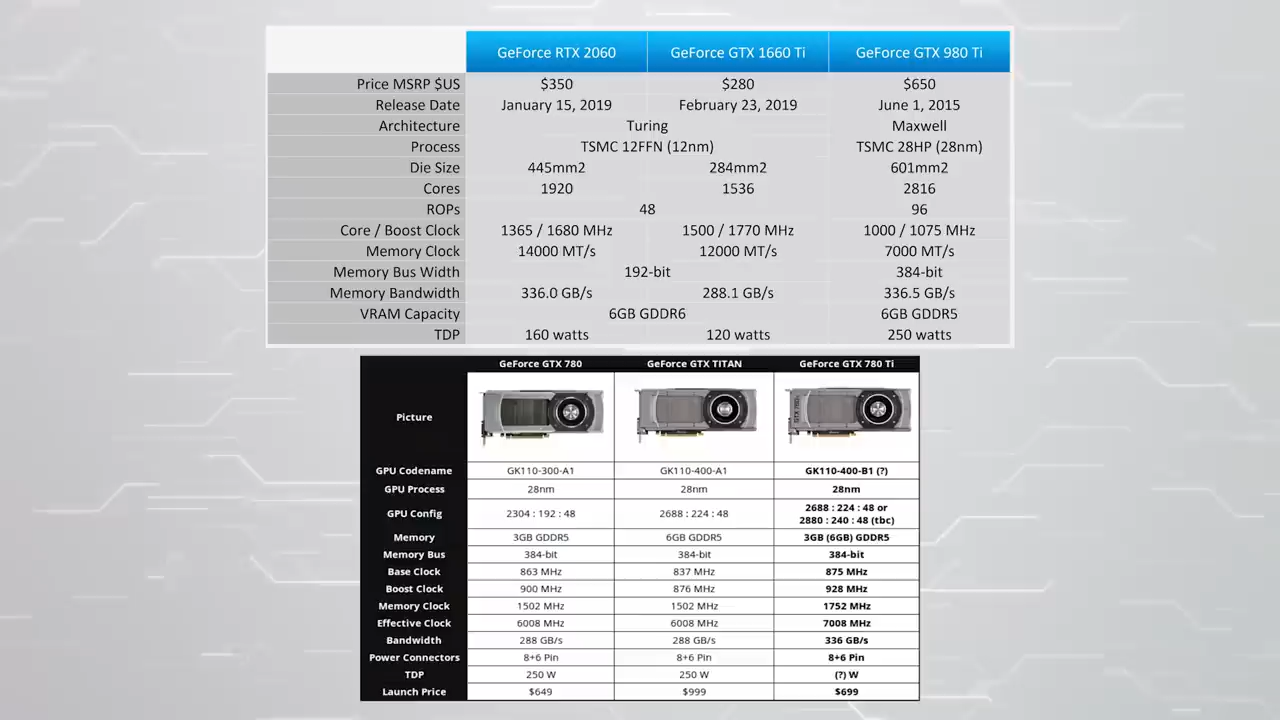 GeForce RTX 2060 GeForce GTX 1660 Ti GeForce GTX 980 Ti
Price MSRP $US $350 $280 $650
Release Date January 15, 2019 February 23, 2019 June 1, 2015
Architecture Turing Maxwell
Process TSMC 12FFN (12nm) TSMC 28HP (28nm)
Die Size 445mm2 284mm2 601mm2
Cores 1920 1536 2816
ROPs 48 96
Core / Boost Clock 1365 / 1680 MHz 1500 / 1770 MHz 1000 / 1075 MHz
Memory Clock 14000 MT/s 12000 MT/s 7000 MT/s
Memory Bus Width 192-bit 384-bit
Memory Bandwidth 336.0 GB/s 288.1 GB/s 336.5 GB/s
VRAM Capacity 6GB GDDR6 6GB GDDR5
TDP 160 watts 120 watts 250 watts
GeForce GTX 780 GeForce GTX TITAN GeForce GTX 780 Ti
Picture
GPU Codename GK110-300-A1 GK110-400-A1 GK110-400-B1 (?)
GPU Process 28nm 28nm 28nm
GPU Config 2304 : 192 : 48 2688 : 224 : 48 2688 : 224 : 48 or
2880 : 240 : 48 (tbc)
Memory 3GB GDDR5 6GB GDDR5 3GB (6GB) GDDR5
Memory Bus 384-bit 384-bit 384-bit
Base Clock 863 MHz 837 MHz 875 MHz
Boost Clock 900 MHz 876 MHz 928 MHz
Memory Clock 1502 MHz 1502 MHz 1752 MHz
Effective Clock 6008 MHz 6008 MHz 7008 MHz
Bandwidth 288 GB/s 288 GB/s 336 GB/s
Power Connectors 8+6 Pin 8+6 Pin 8+6 Pin
TDP 250 W 250 W (?) W
Launch Price $649 $999 $699